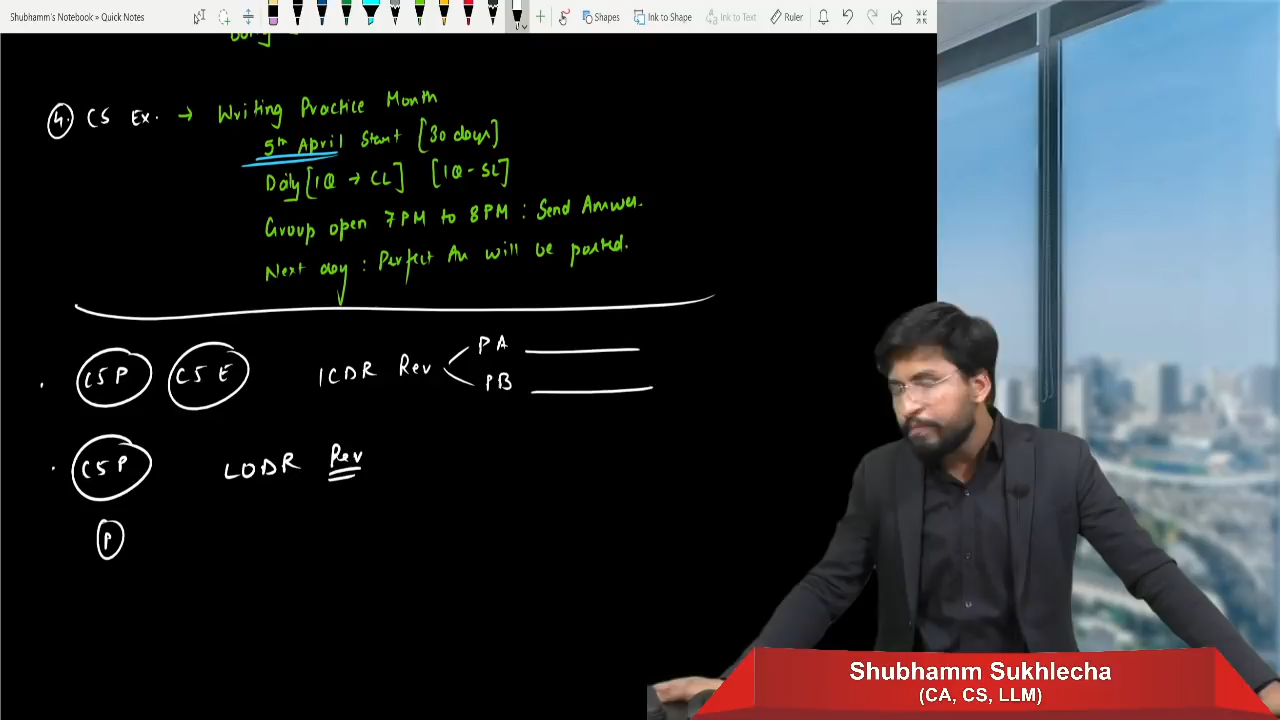 Shubhamm's Notebook » Quick Notes
Shapes
Ink to Shape
Ink to Text
Ruler
4. CS Ex. → Writing Practice Month
5th April Start [30 days]
Daily [1Q → CL] [1Q - SL]
Group open 7PM to 8PM : Send Answer.
Next day : Perfect An will be posted.
CSP CSE ICDR Rev PA
PB
CSP LODR Rev
P
Shubhamm Sukhlecha
(CA, CS, LLM)